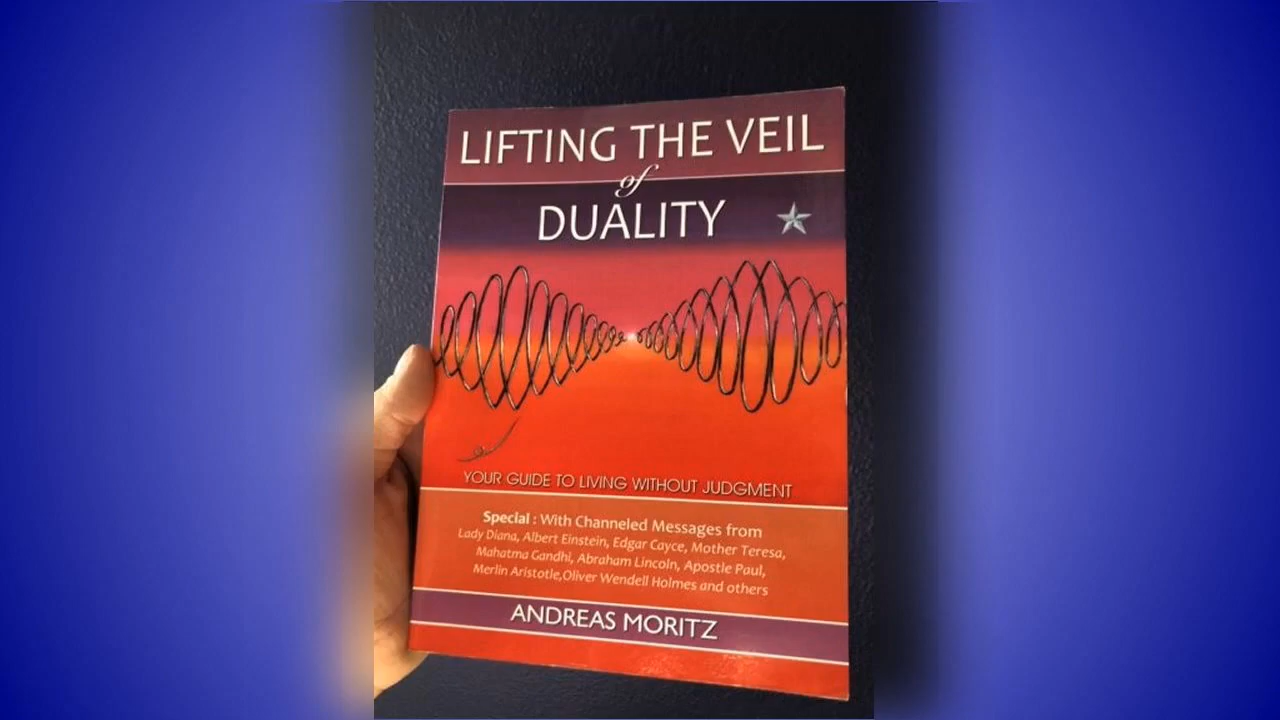 LIFTING THE VEIL
of
DUALITY
YOUR GUIDE TO LIVING WITHOUT JUDGMENT
Special : With Channeled Messages from
Lady Diana, Albert Einstein, Edgar Cayce, Mother Teresa,
Mahatma Gandhi, Abraham Lincoln, Apostle Paul,
Merlin Aristotle,Oliver Wendell Holmes and others
ANDREAS MORITZ